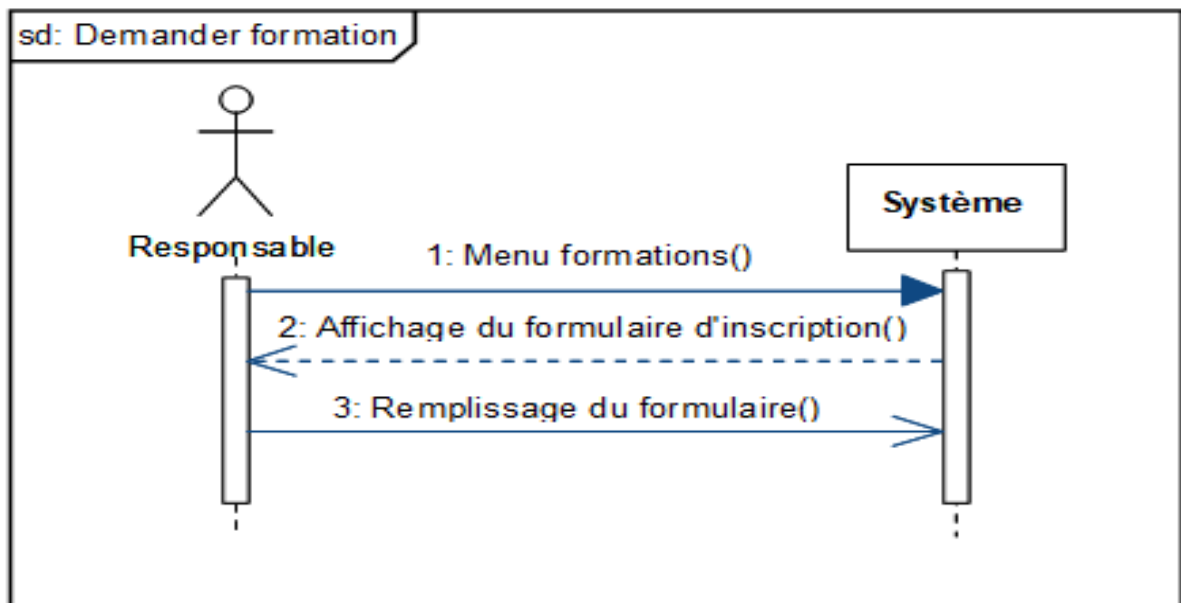 sd: Demander formation
Responsable
Système
1: Menu formations()
2: Affichage du formulaire d'inscription()
3: Remplissage du formulaire()